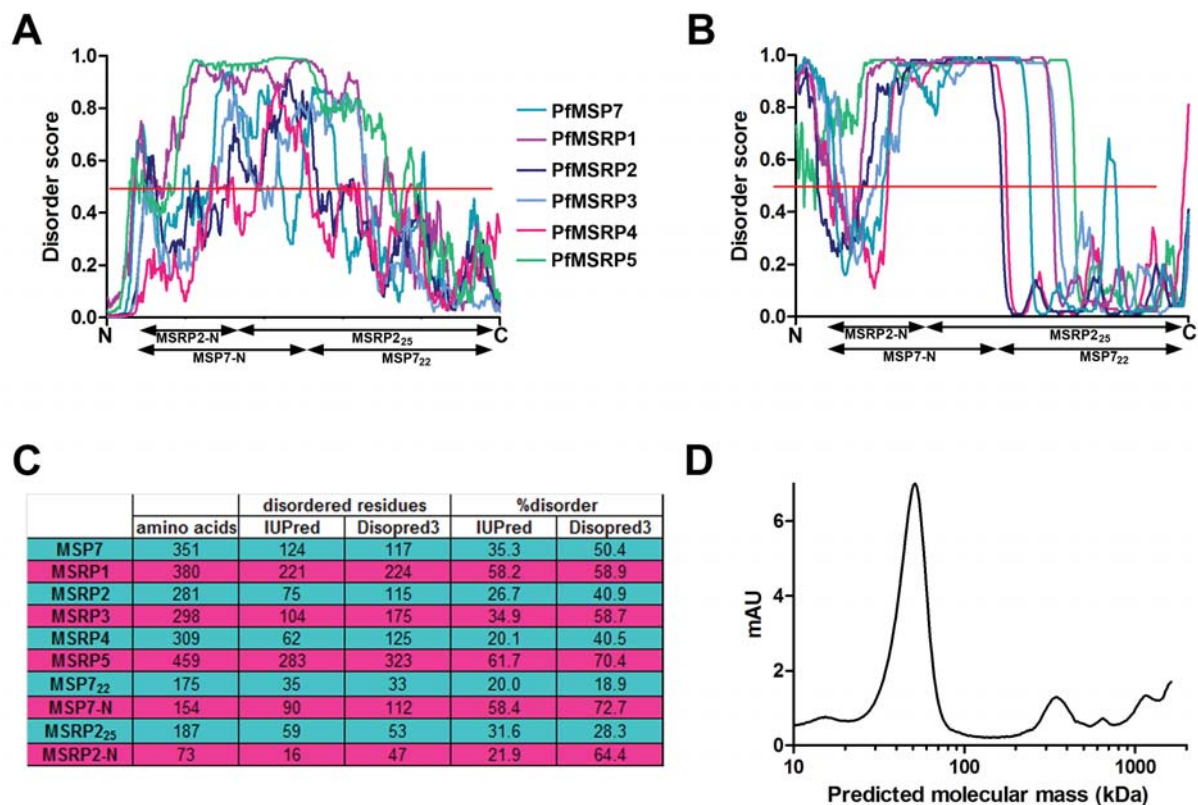 A
Disorder score
1.0
0.8
0.6
0.4
0.2
0.0
N
C
MSRP2-N
MSRP2₂₅
MSP7-N
MSP7₂₂
PfMSP7
PfMSRP1
PfMSRP2
PfMSRP3
PfMSRP4
PfMSRP5
B
Disorder score
1.0
0.8
0.6
0.4
0.2
0.0
N
C
MSRP2-N
MSRP2₂₅
MSP7-N
MSP7₂₂
C
disordered residues %disorder
amino acids IUPred Disopred3 IUPred Disopred3
MSP7 351 124 117 35.3 50.4
MSRP1 380 221 224 58.2 58.9
MSRP2 281 75 115 26.7 40.9
MSRP3 298 104 175 34.9 58.7
MSRP4 309 62 125 20.1 40.5
MSRP5 459 283 323 61.7 70.4
MSP7₂₂ 175 35 33 20.0 18.9
MSP7-N 154 90 112 58.4 72.7
MSRP2₂₅ 187 59 53 31.6 28.3
MSRP2-N 73 16 47 21.9 64.4
D
mAU
6
4
2
0
10 100 1000
Predicted molecular mass (kDa)